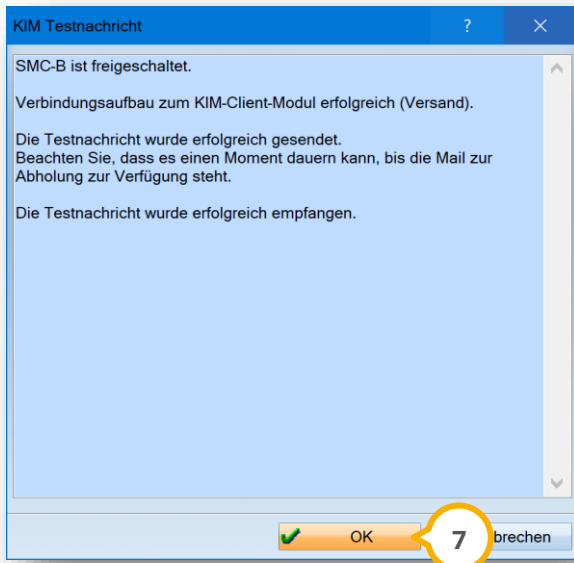 KIM Testnachricht
SMC-B ist freigeschaltet.
Verbindungsaufbau zum KIM-Client-Modul erfolgreich (Versand).
Die Testnachricht wurde erfolgreich gesendet.
Beachten Sie, dass es einen Moment dauern kann, bis die Mail zur
Abholung zur Verfügung steht.
Die Testnachricht wurde erfolgreich empfangen.
OK 7 brechen